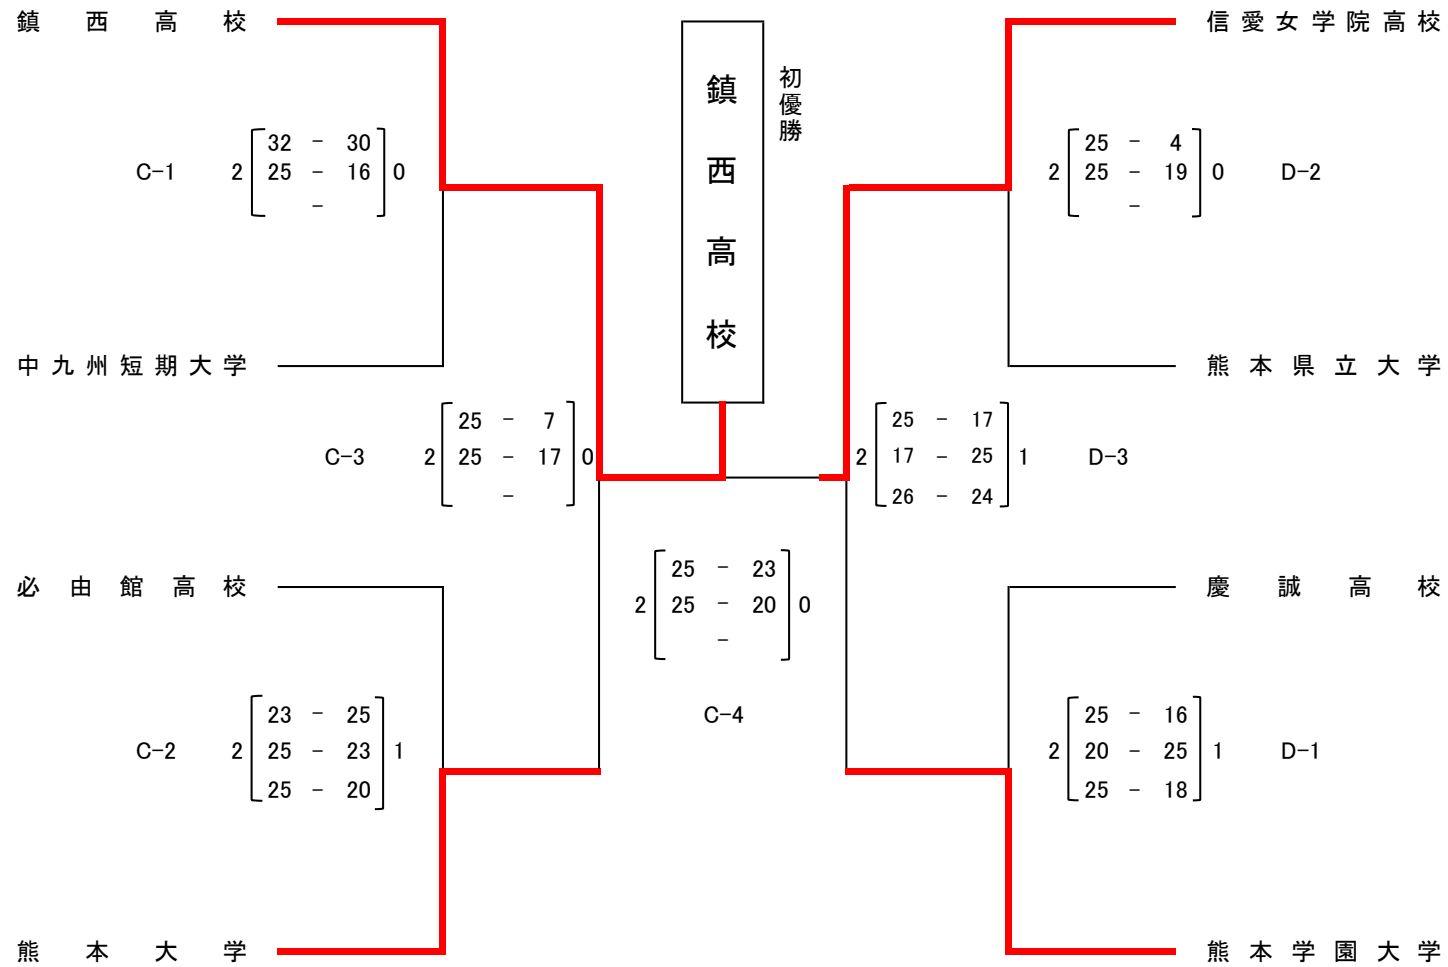 鎮西高校
信愛女学院高校
鎮西高校
初優勝
C-1 2 32 - 30 0
25 - 16
-
2 25 - 4 0 D-2
25 - 19
-
中九州短期大学
熊本県立大学
C-3 2 25 - 7 0
25 - 17
-
2 25 - 17 1 D-3
17 - 25
26 - 24
必由館高校
慶誠高校
2 25 - 23 0
25 - 20
-
C-4
C-2 2 23 - 25 1
25 - 23
25 - 20
2 25 - 16 1 D-1
20 - 25
25 - 18
熊本大学
熊本学園大学